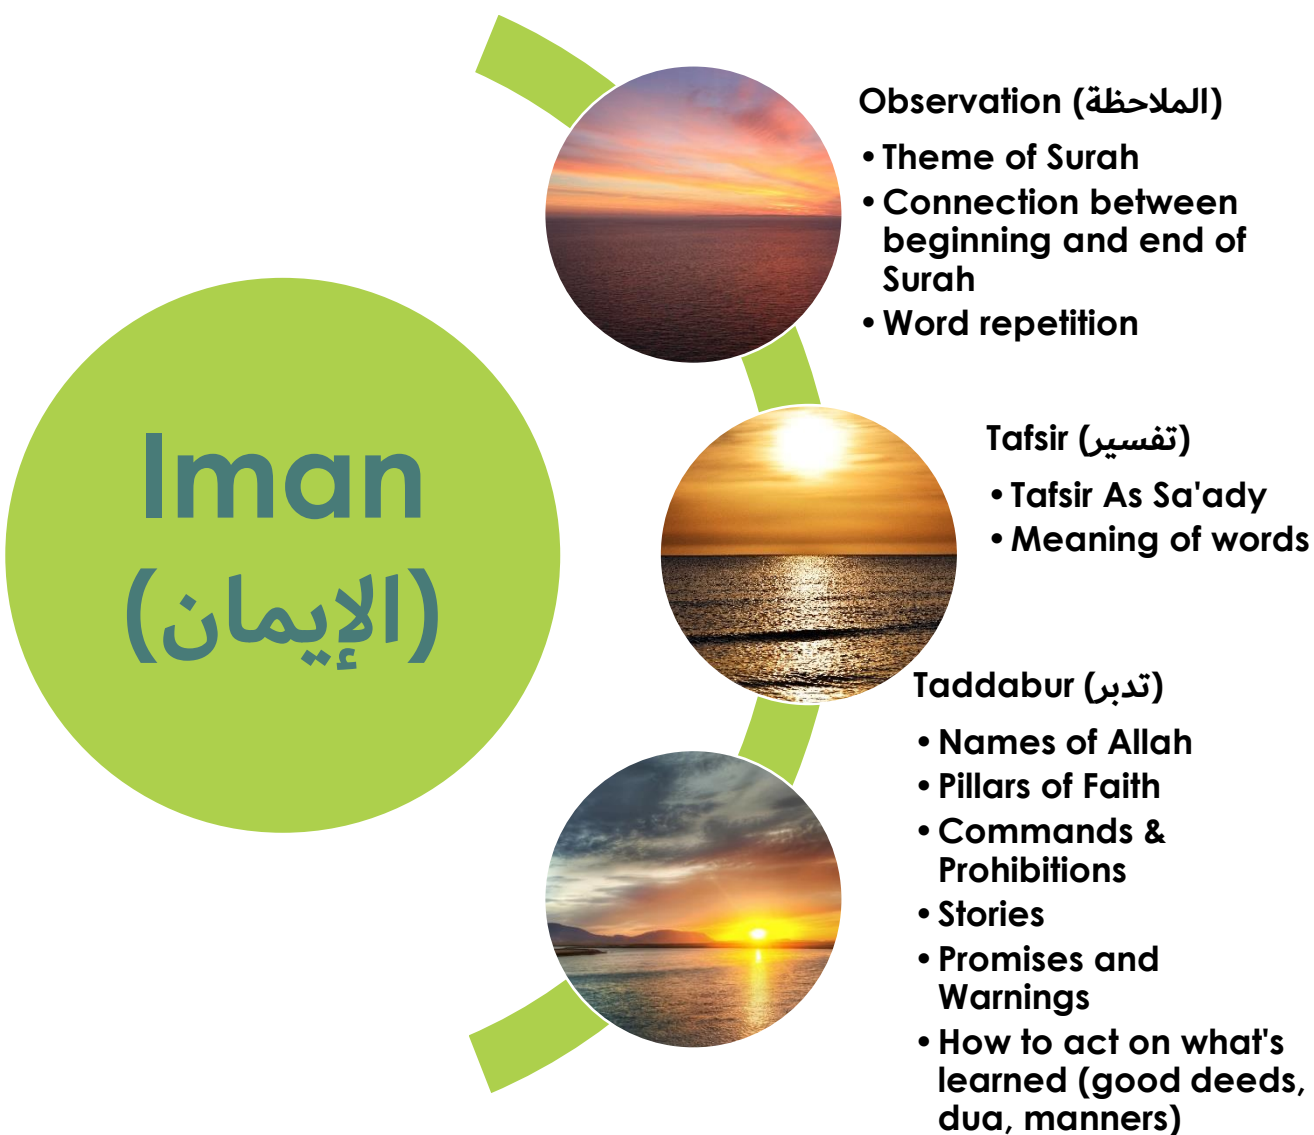 Iman
(الإيمان)
Observation (الملاحظة)
• Theme of Surah
• Connection between
beginning and end of
Surah
• Word repetition
Tafsir (تفسير)
• Tafsir As Sa'ady
• Meaning of words
Taddabur (تدبر)
• Names of Allah
• Pillars of Faith
• Commands &
Prohibitions
• Stories
• Promises and
Warnings
• How to act on what's
learned (good deeds,
dua, manners)